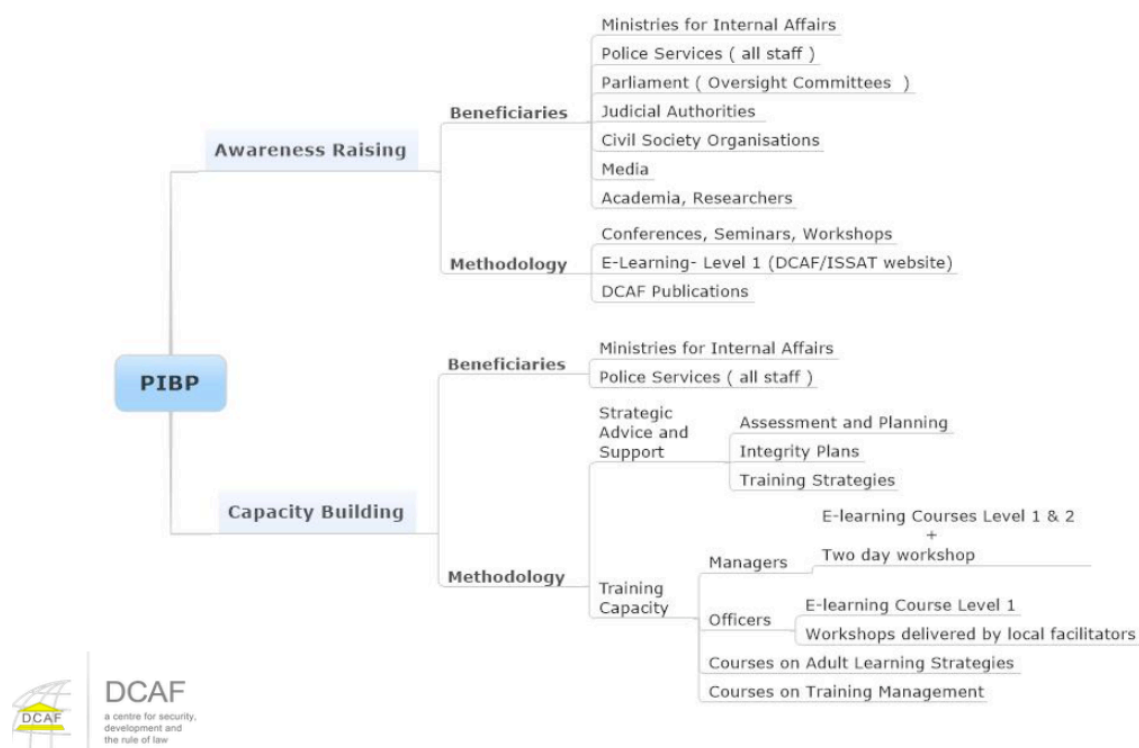 PIBP
Awareness Raising
Beneficiaries
Ministries for Internal Affairs
Police Services ( all staff )
Parliament ( Oversight Committees  )
Judicial Authorities
Civil Society Organisations
Media
Academia, Researchers
Methodology
Conferences, Seminars, Workshops
E-Learning- Level 1 (DCAF/ISSAT website)
DCAF Publications
Capacity Building
Beneficiaries
Ministries for Internal Affairs
Police Services ( all staff )
Methodology
Strategic
Advice and
Support
Assessment and Planning
Integrity Plans
Training Strategies
Training
Capacity
Managers
E-learning Courses Level 1 & 2
+
Two day workshop
Officers
E-learning Course Level 1
Workshops delivered by local facilitators
Courses on Adult Learning Strategies
Courses on Training Management
DCAF
DCAF
a centre for security,
development and
the rule of law